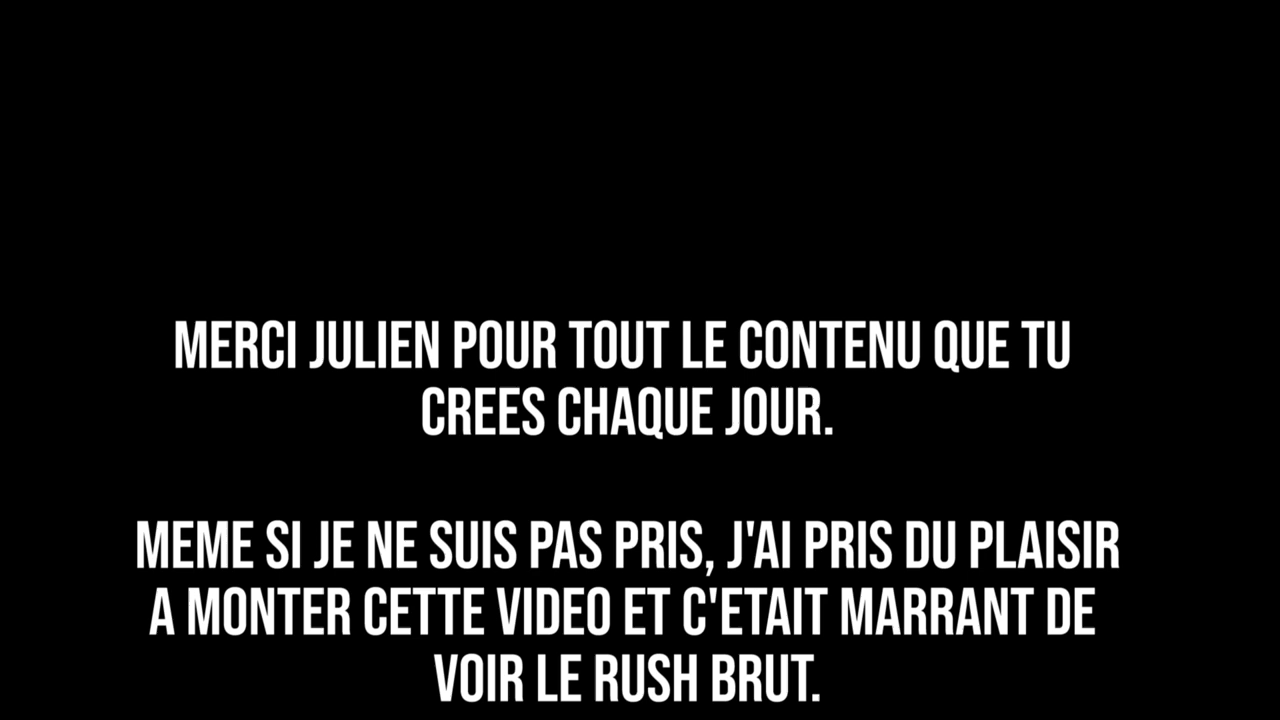 MERCI JULIEN POUR TOUT LE CONTENU QUE TU
CREES CHAQUE JOUR.
MEME SI JE NE SUIS PAS PRIS, J'AI PRIS DU PLAISIR
A MONTER CETTE VIDEO ET C'ETAIT MARRANT DE
VOIR LE RUSH BRUT.